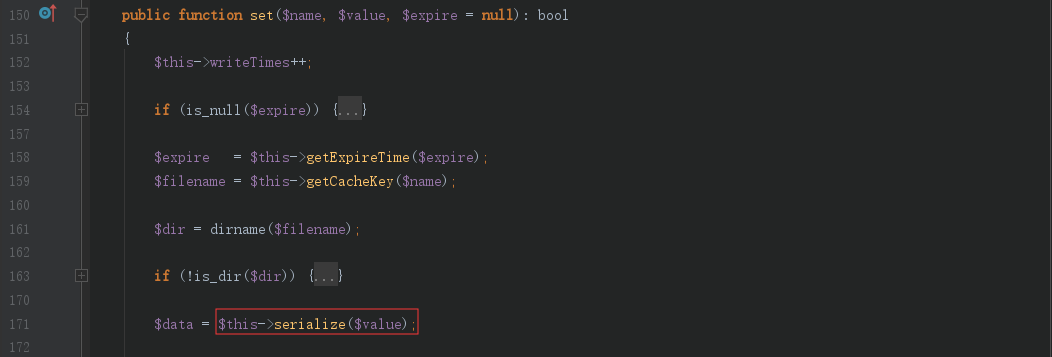 150 public function set($name, $value, $expire = null): bool
151 {
152 $this->writeTimes++;
153
154 if (is_null($expire)) {...}
157
158 $expire   = $this->getExpireTime($expire);
159 $filename = $this->getCacheKey($name);
160
161 $dir = dirname($filename);
162
163 if (!is_dir($dir)) {...}
170
171 $data = $this->serialize($value);
172